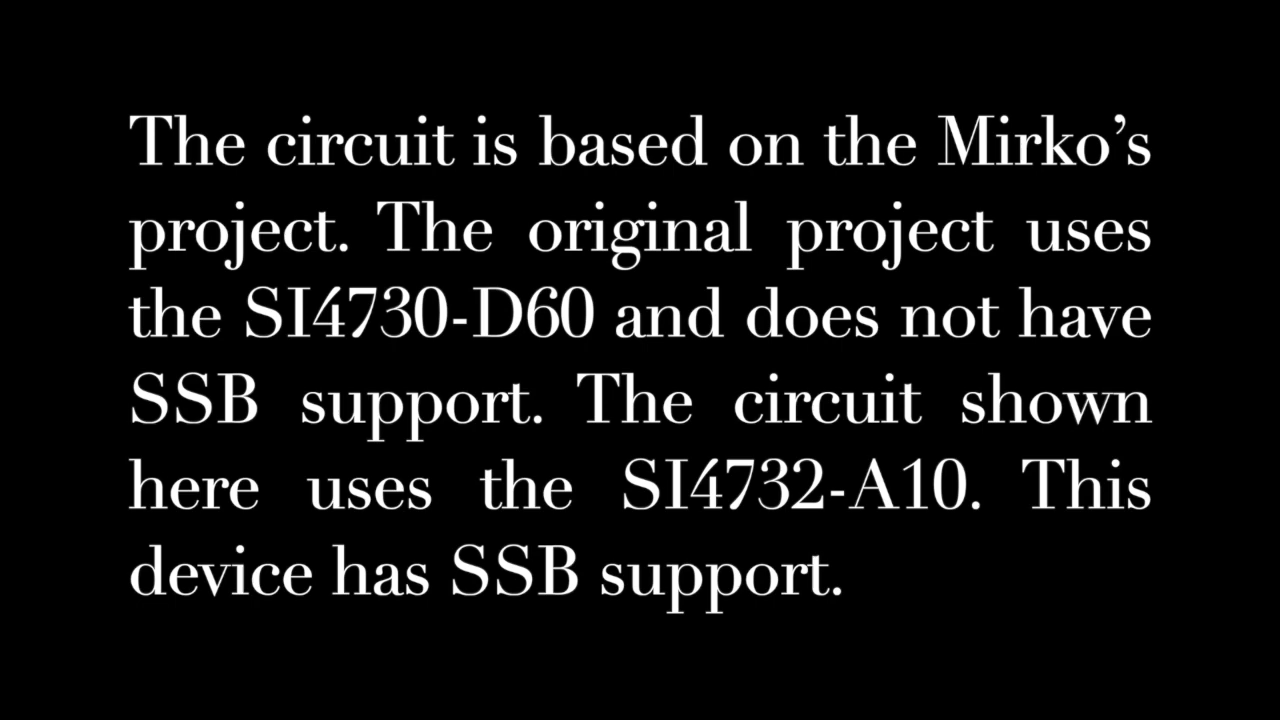 The circuit is based on the Mirko’s
project. The original project uses
the SI4730-D60 and does not have
SSB support. The circuit shown
here uses the SI4732-A10. This
device has SSB support.